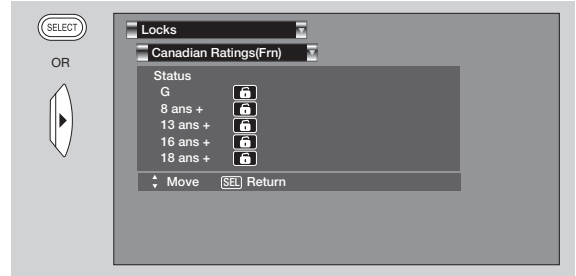 SELECT
OR
Locks
Canadian Ratings(Frn)
Status
G
8 ans +
13 ans +
16 ans +
18 ans +
Move SEL Return